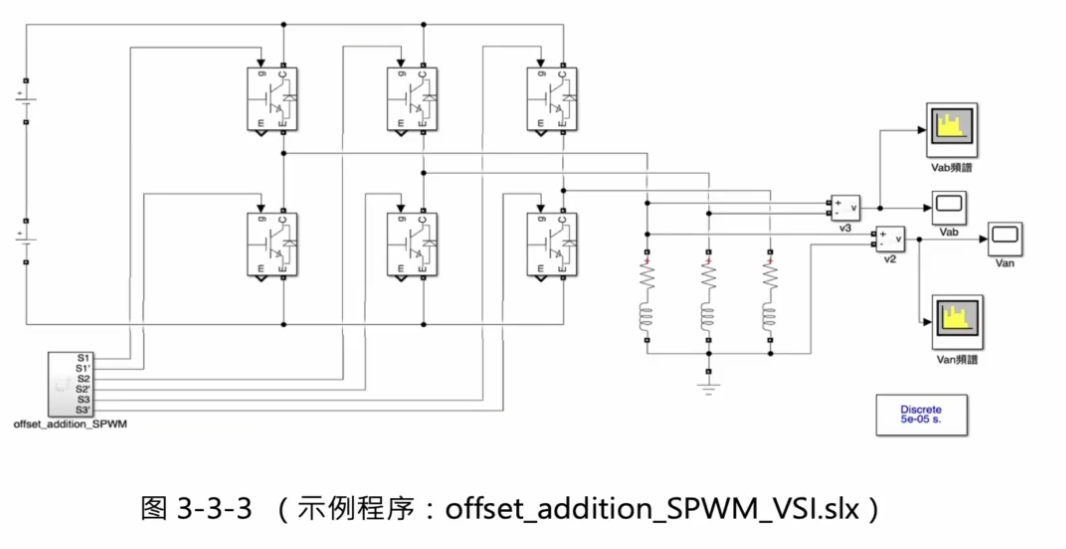 g
C
m
E
g
C
m
E
g
C
m
E
g
C
m
E
g
C
m
E
g
C
m
E
+
+
S1
S1'
S2
S2'
S3
S3'
offset_addition_SPWM
+
-
v
v3
+
-
v
v2
Vab頻譜
Vab
Van
Van頻譜
Discrete
5e-05 s.
图 3-3-3 （示例程序：offset_addition_SPWM_VSI.slx）